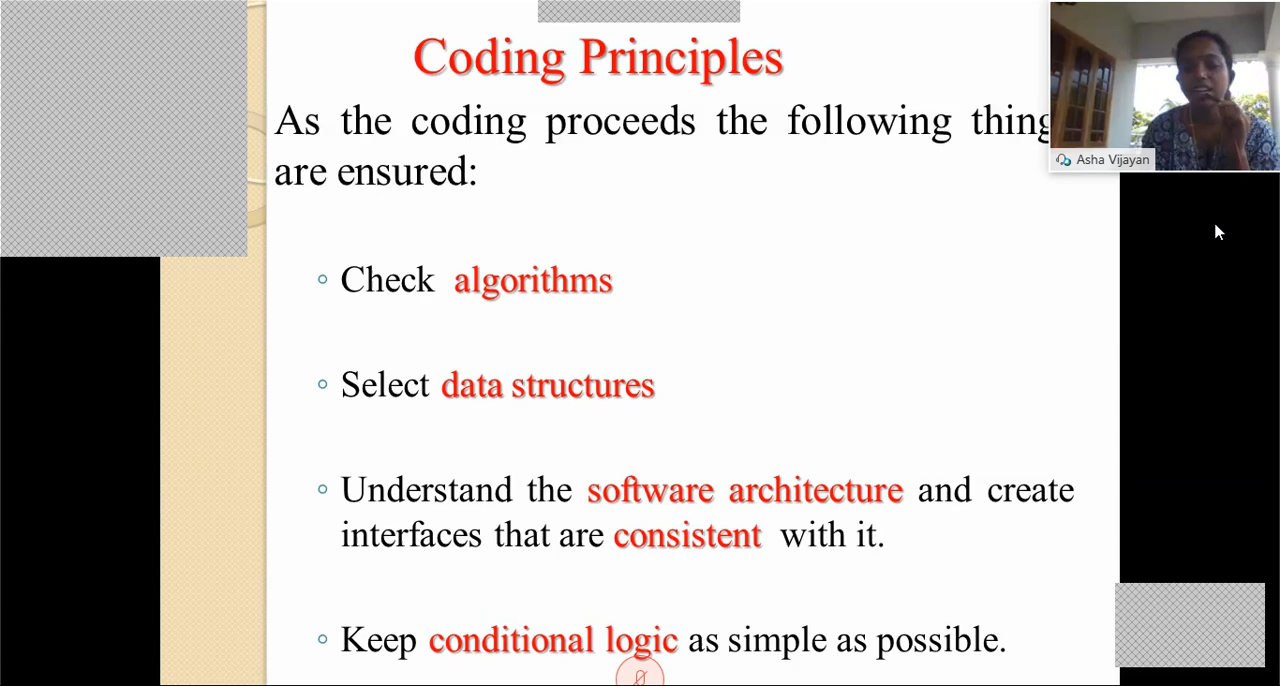 Coding Principles
As the coding proceeds the following thing
are ensured:
Asha Vijayan
◦ Check algorithms
◦ Select data structures
◦ Understand the software architecture and create
interfaces that are consistent with it.
◦ Keep conditional logic as simple as possible.